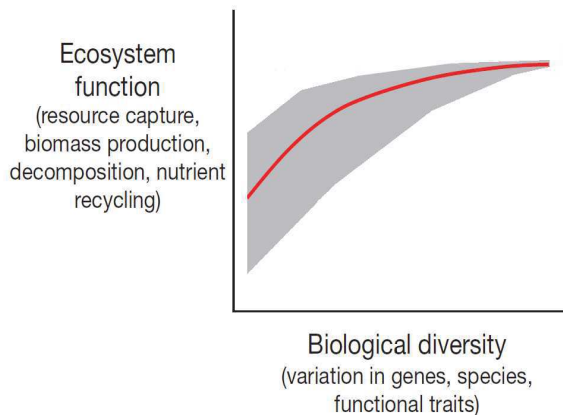 Ecosystem
function
(resource capture,
biomass production,
decomposition, nutrient
recycling)
Biological diversity
(variation in genes, species,
functional traits)